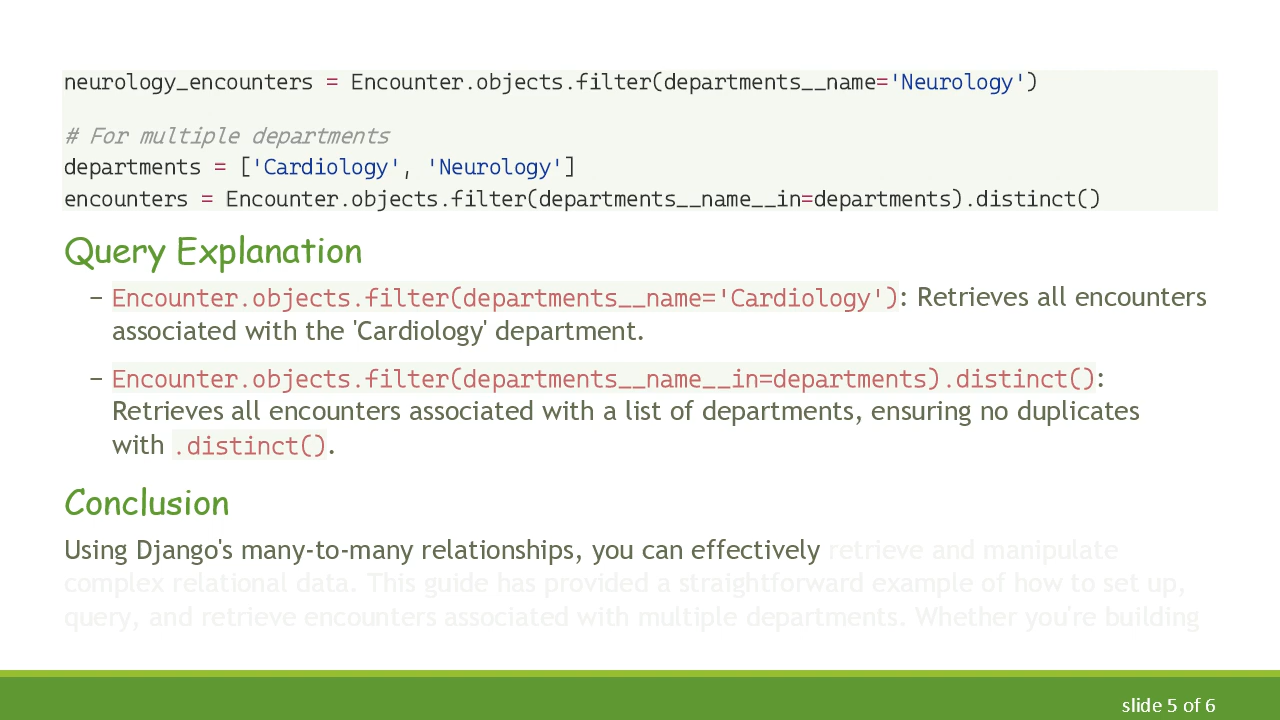 neurology_encounters = Encounter.objects.filter(departments__name='Neurology')
# For multiple departments
departments = ['Cardiology', 'Neurology']
encounters = Encounter.objects.filter(departments__name__in=departments).distinct()
Query Explanation
– Encounter.objects.filter(departments__name='Cardiology'): Retrieves all encounters
associated with the 'Cardiology' department.
– Encounter.objects.filter(departments__name__in=departments).distinct():
Retrieves all encounters associated with a list of departments, ensuring no duplicates
with .distinct().
Conclusion
Using Django's many-to-many relationships, you can effectively retrieve and manipulate
complex relational data. This guide has provided a straightforward example of how to set up,
query, and retrieve encounters associated with multiple departments. Whether you're building
slide 5 of 6